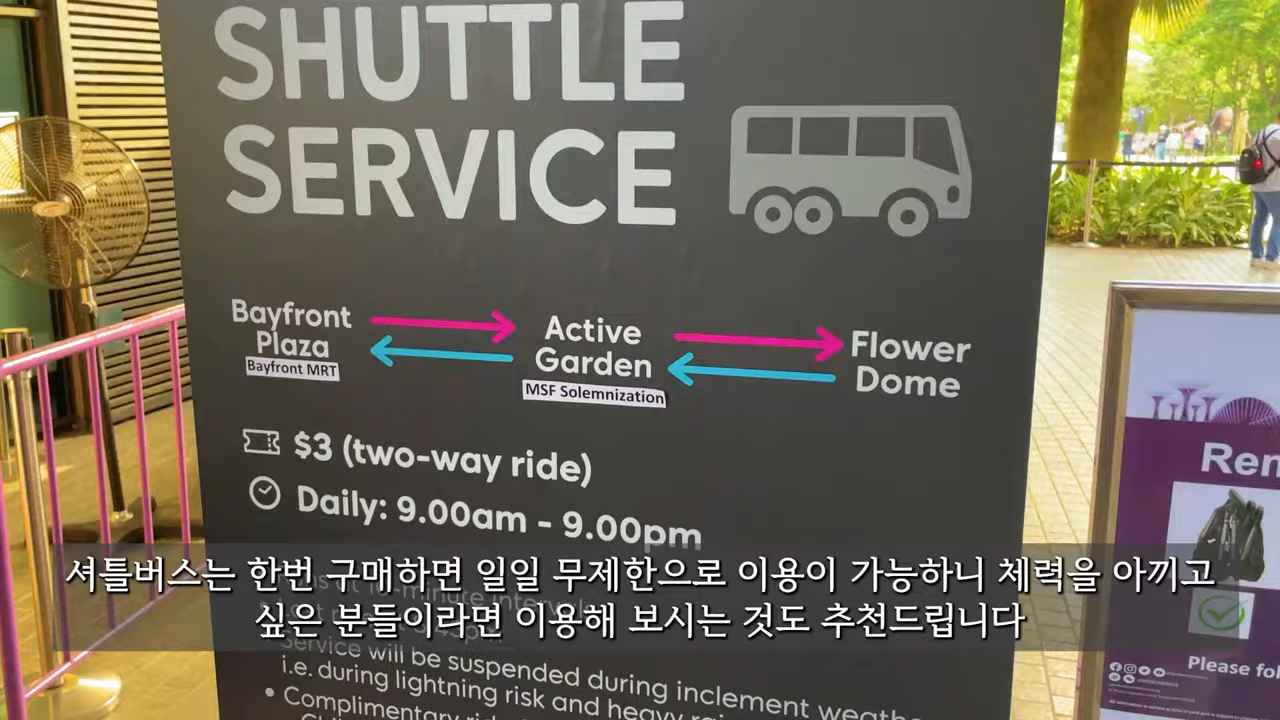 SHUTTLE
SERVICE
Bayfront
Plaza
Bayfront MRT
Active
Garden
MSF Solemnization
Flower
Dome
$3 (two-way ride)
Daily: 9.00am - 9.00pm
셔틀버스는 한번 구매하면 일일 무제한으로 이용이 가능하니 체력을 아끼고
싶은 분들이라면 이용해 보시는 것도 추천드립니다
Service will be suspended during inclement
i.e. during lightning risk and heavy
• Complimentary
Please